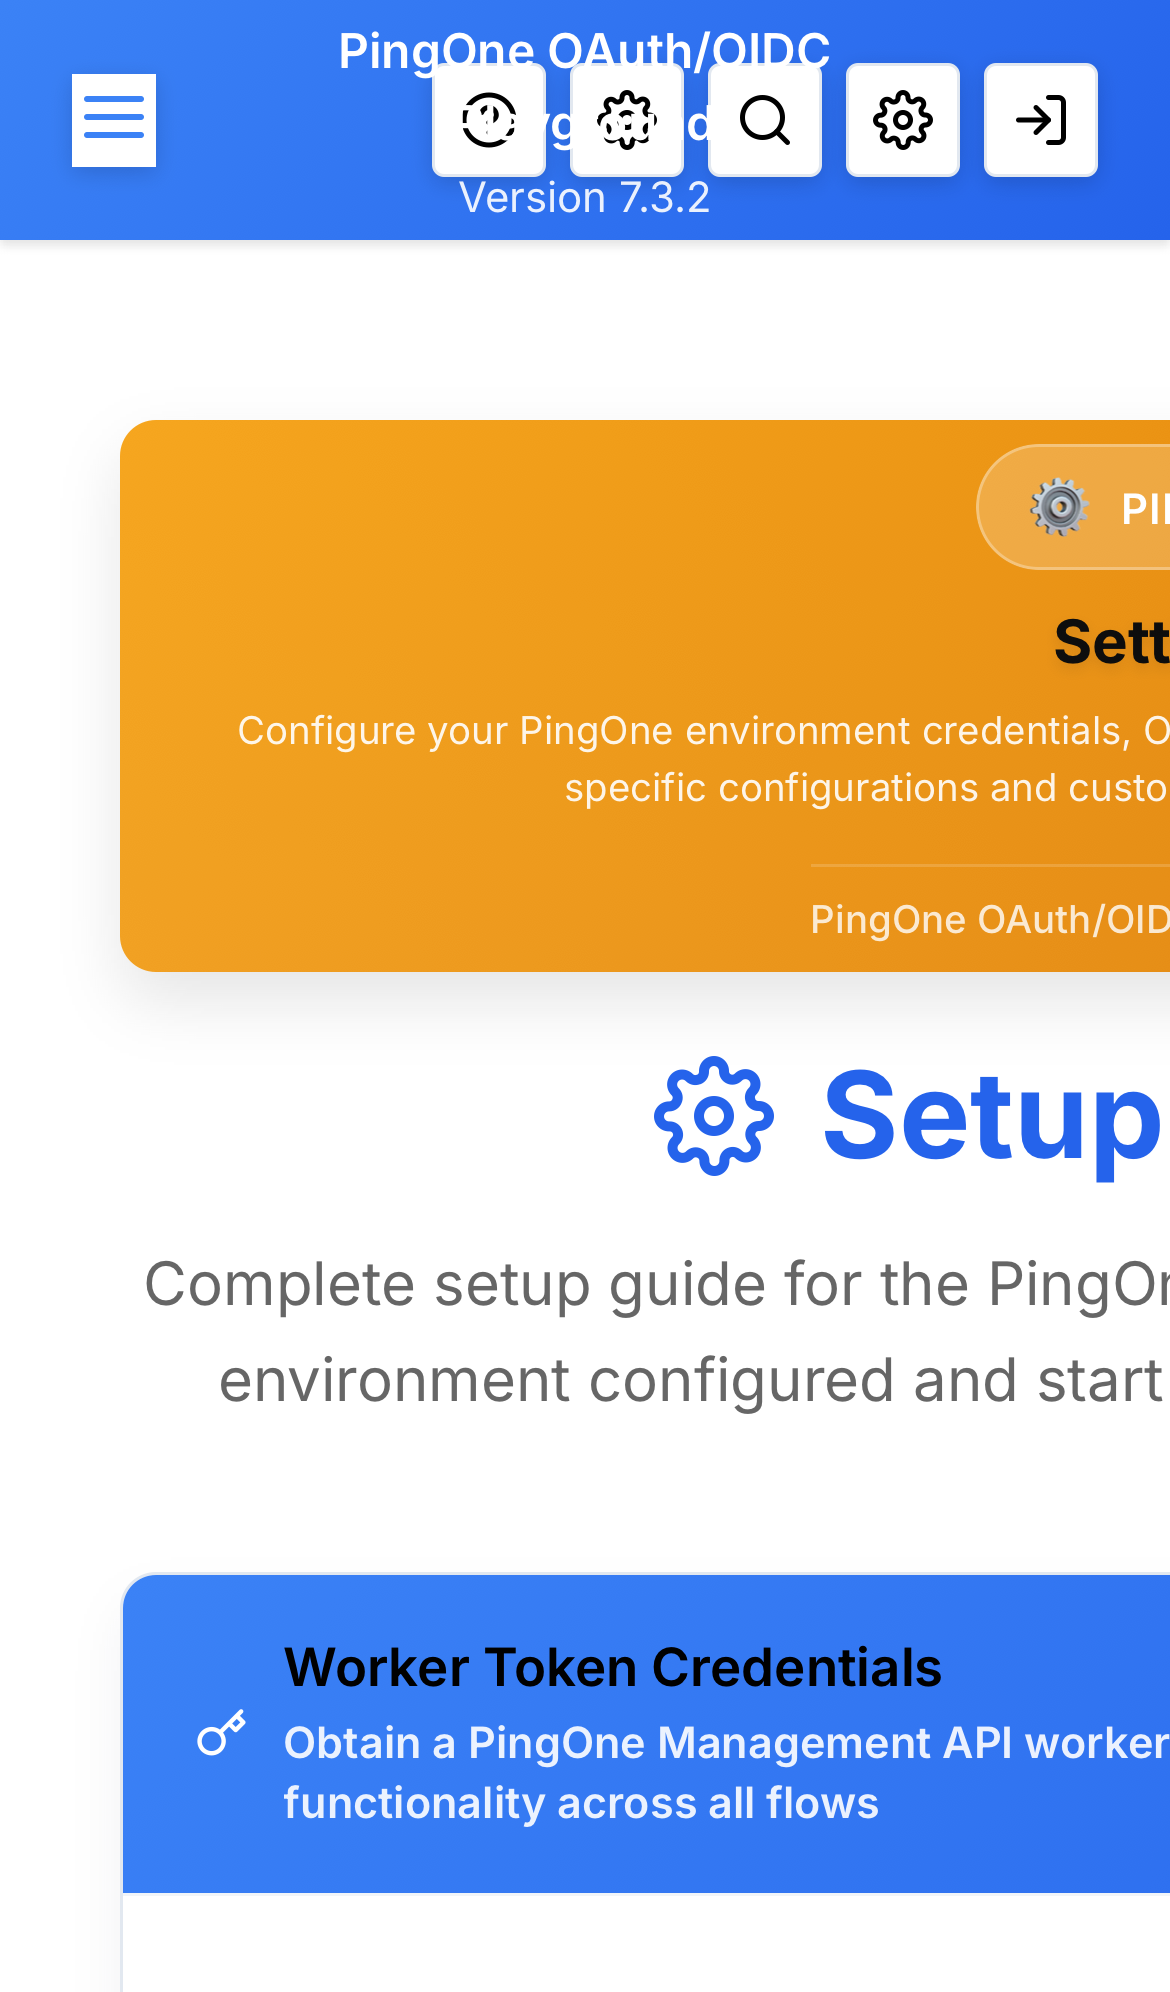 PingOne OAuth/OIDC
Version 7.3.2
Sett
Configure your PingOne environment credentials, O
specific configurations and custo
PingOne OAuth/OID
Setup
Complete setup guide for the PingOn
environment configured and start
Worker Token Credentials
Obtain a PingOne Management API worker
functionality across all flows